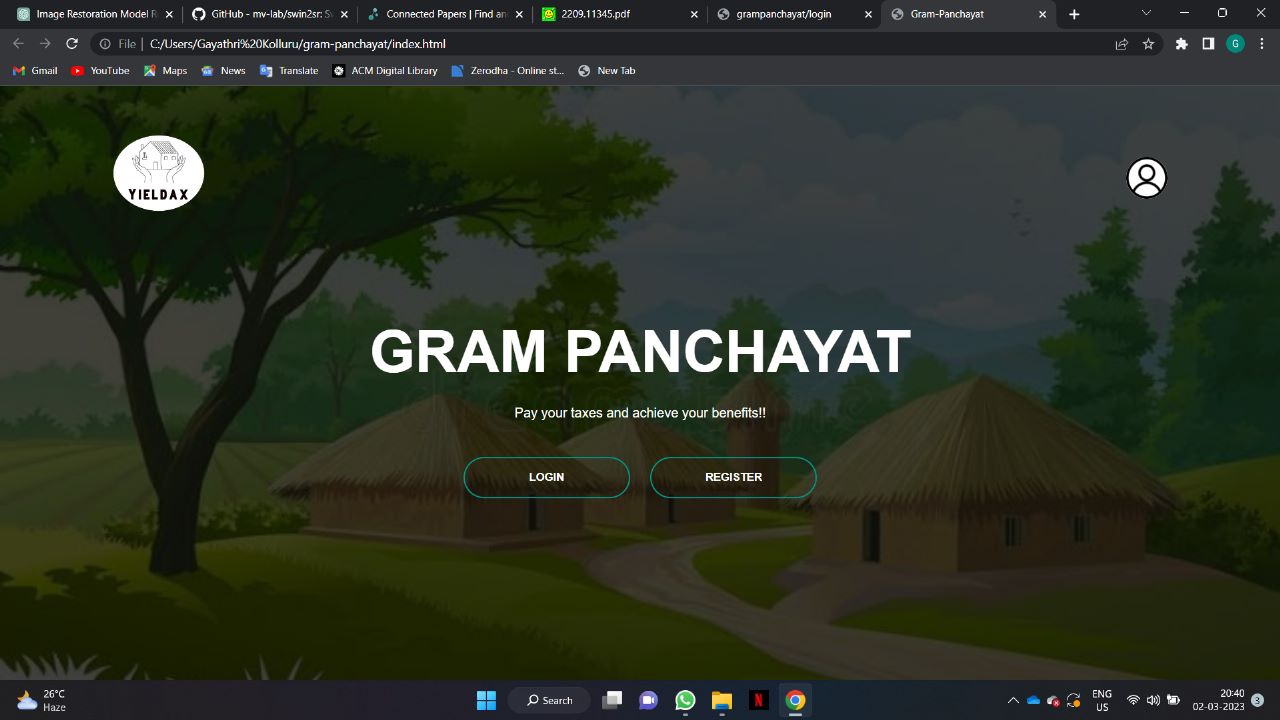 Image Restoration Model R
GitHub - mv-lab/swin2sr: Sw
Connected Papers | Find and
2209.11345.pdf
grampanchayat/login
Gram-Panchayat
File
C:/Users/Gayathri%20Kolluru/gram-panchayat/index.html
G
Gmail
YouTube
Maps
News
Translate
ACM Digital Library
Zerodha - Online st...
New Tab
YIELDAX
GRAM PANCHAYAT
Pay your taxes and achieve your benefits!!
LOGIN
REGISTER
26°C
Haze
Search
ENG
US
20:40
02-03-2023
3